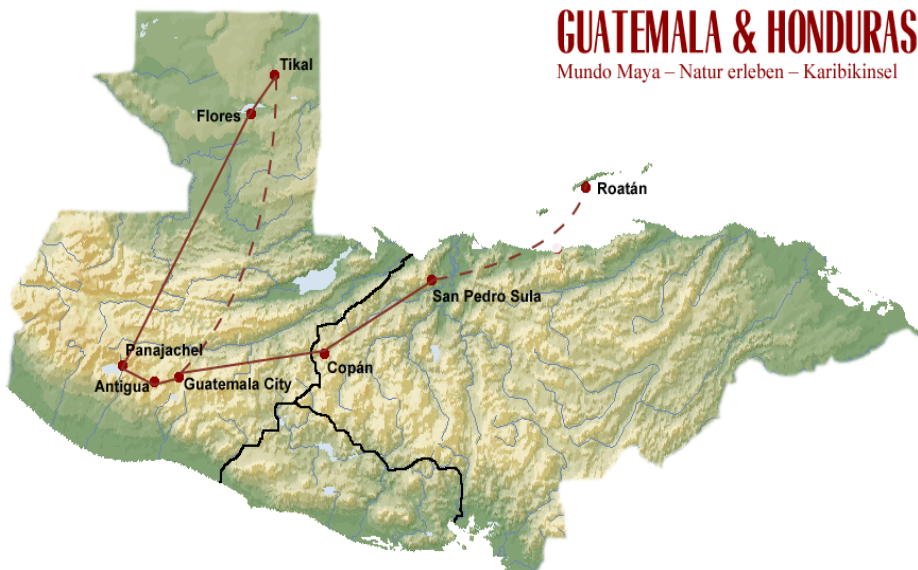 GUATEMALA & HONDURAS
Mundo Maya – Natur erleben – Karibikinsel
Tikal
Flores
Roatán
San Pedro Sula
Panajachel
Copán
Antigua
Guatemala City